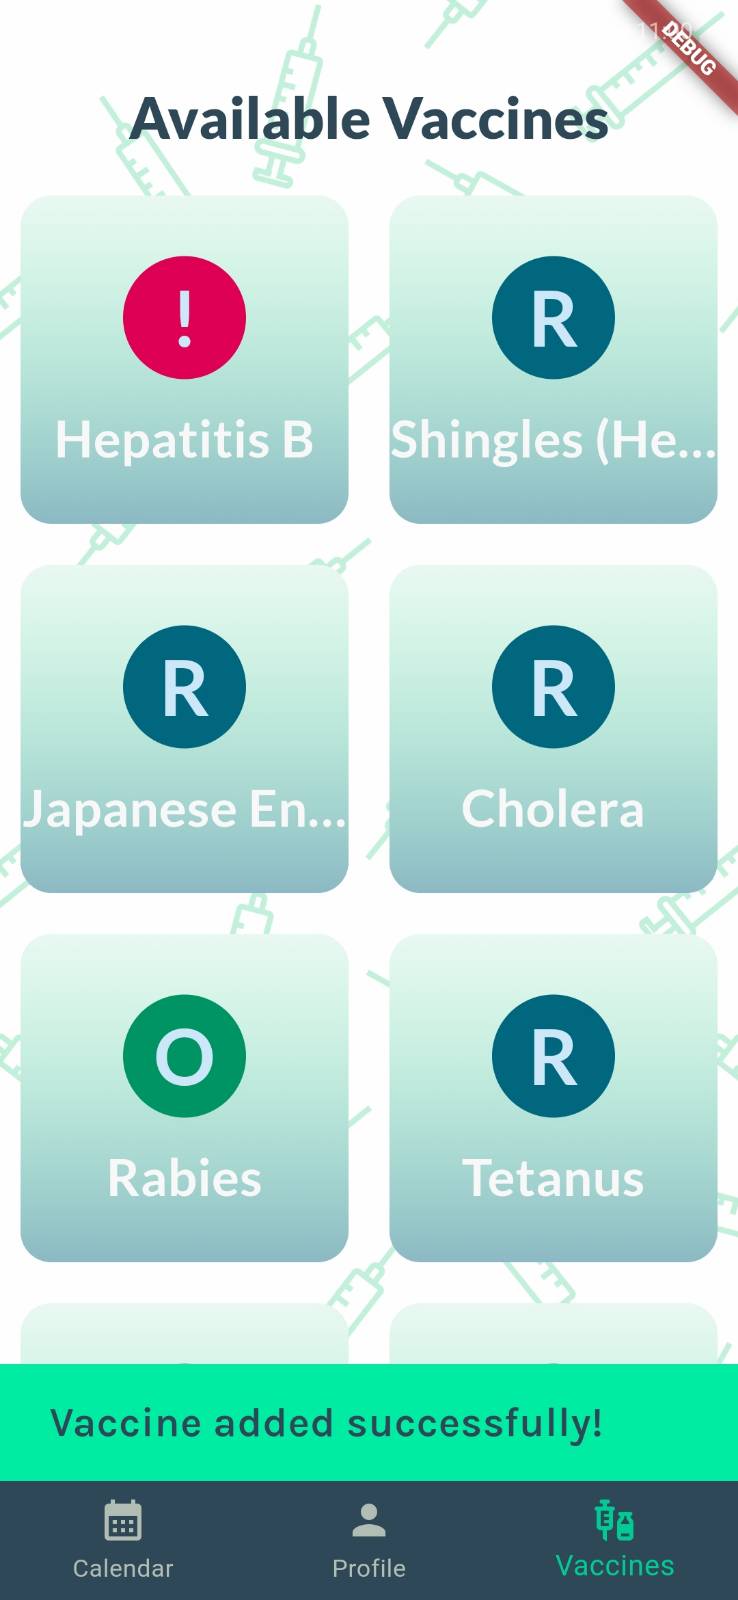 DEBUG
Available Vaccines
!
R
Hepatitis B
Shingles (He...
R
R
Japanese En...
Cholera
O
R
Rabies
Tetanus
Vaccine added successfully!
Calendar
Profile
Vaccines